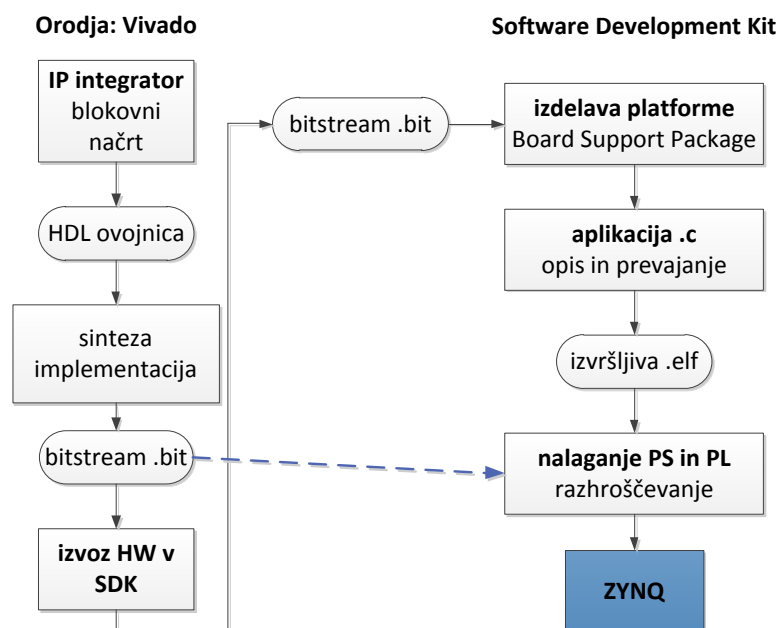 Orodja: Vivado
IP integrator
blokovni
načrt
HDL ovojnica
sinteza
implementacija
bitstream .bit
izvoz HW v
SDK
Software Development Kit
bitstream .bit
izdelava platforme
Board Support Package
aplikacija .c
opis in prevajanje
izvršljiva .elf
nalaganje PS in PL
razhroščevanje
ZYNQ